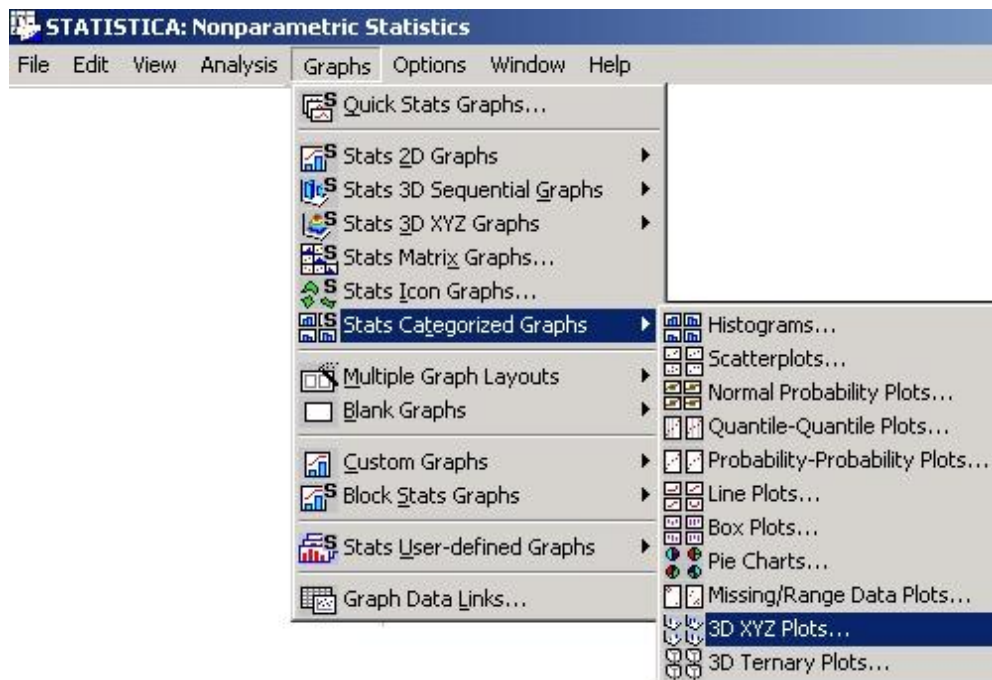 STATISTICA: Nonparametric Statistics
File Edit View Analysis Graphs Options Window Help
Quick Stats Graphs...
Stats 2D Graphs
Stats 3D Sequential Graphs
Stats 3D XYZ Graphs
Stats Matrix Graphs...
Stats Icon Graphs...
Stats Categorized Graphs
Multiple Graph Layouts
Blank Graphs
Custom Graphs
Block Stats Graphs
Stats User-defined Graphs
Graph Data Links...
Histograms...
Scatterplots...
Normal Probability Plots...
Quantile-Quantile Plots...
Probability-Probability Plots...
Line Plots...
Box Plots...
Pie Charts...
Missing/Range Data Plots...
3D XYZ Plots...
3D Ternary Plots...